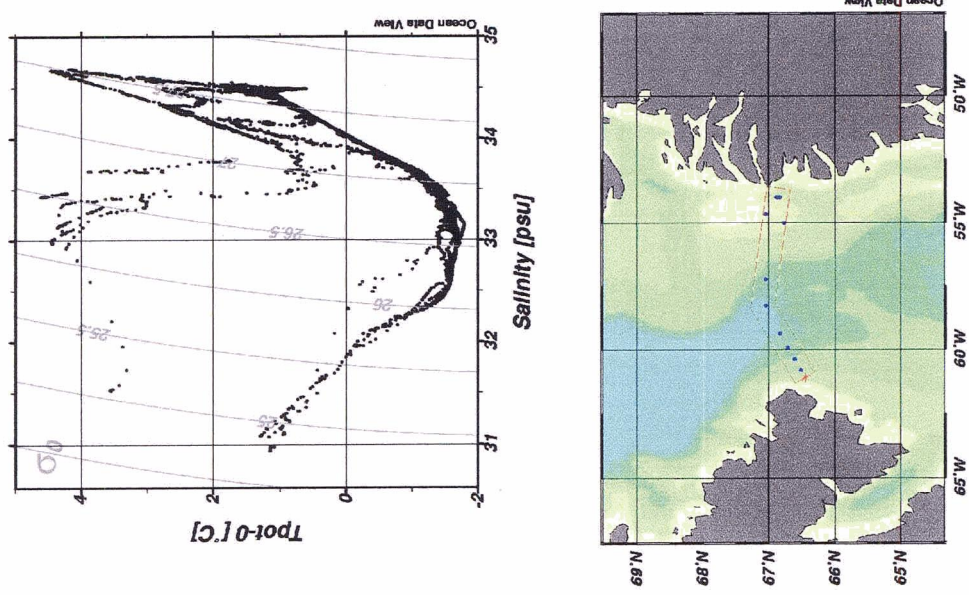 Ocean Data View
Tpot-0 [°C]
4
2
0
-2
Salinity [psu]
35
34
33
32
31
27
26.5
26
25.5
25
Ocean Data View
69'N
68'N
67'N
66'N
65'N
65'W
60'W
55'W
50'W